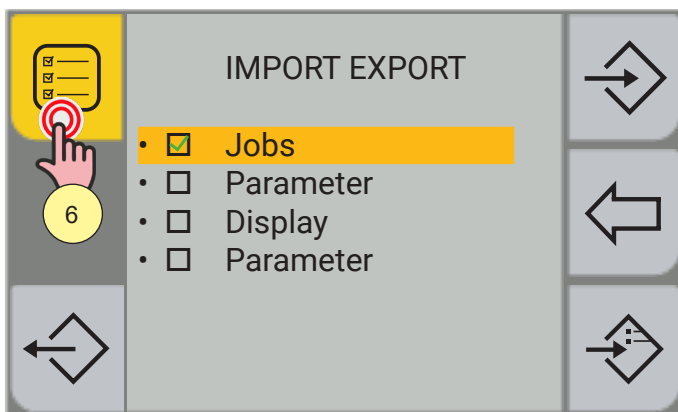 IMPORT EXPORT
• Jobs
• Parameter
• Display
• Parameter
6